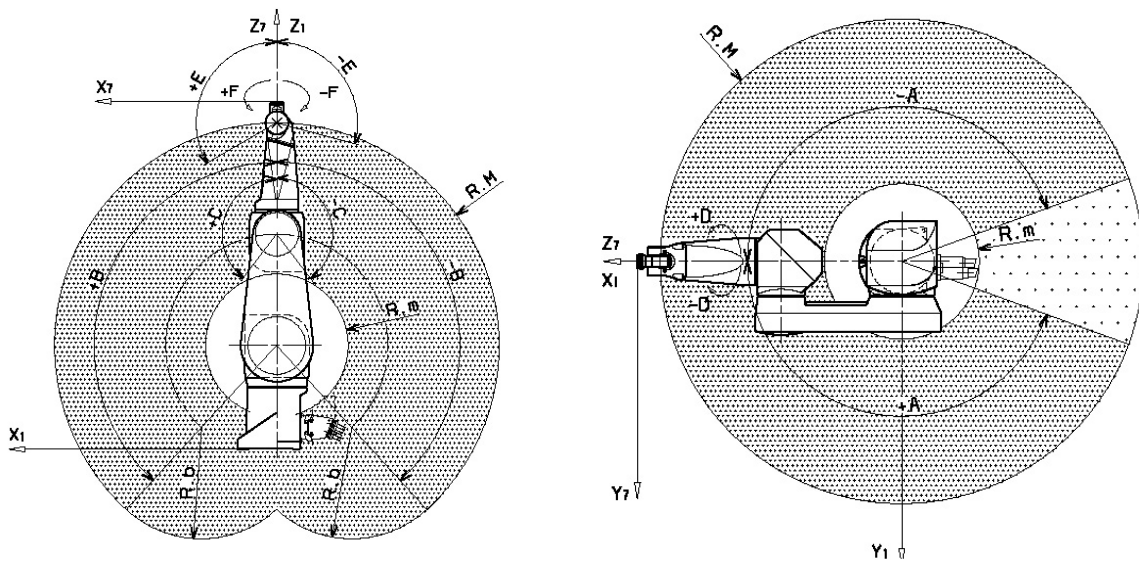 Z7 Z1
+E
-E
X7
+F
-F
R.M
+C
-C
+B
-B
R.m
X1
R.b
R.b
R.M
-A
+D
R.m
Z7
X1
-D
+A
Y7
Y1